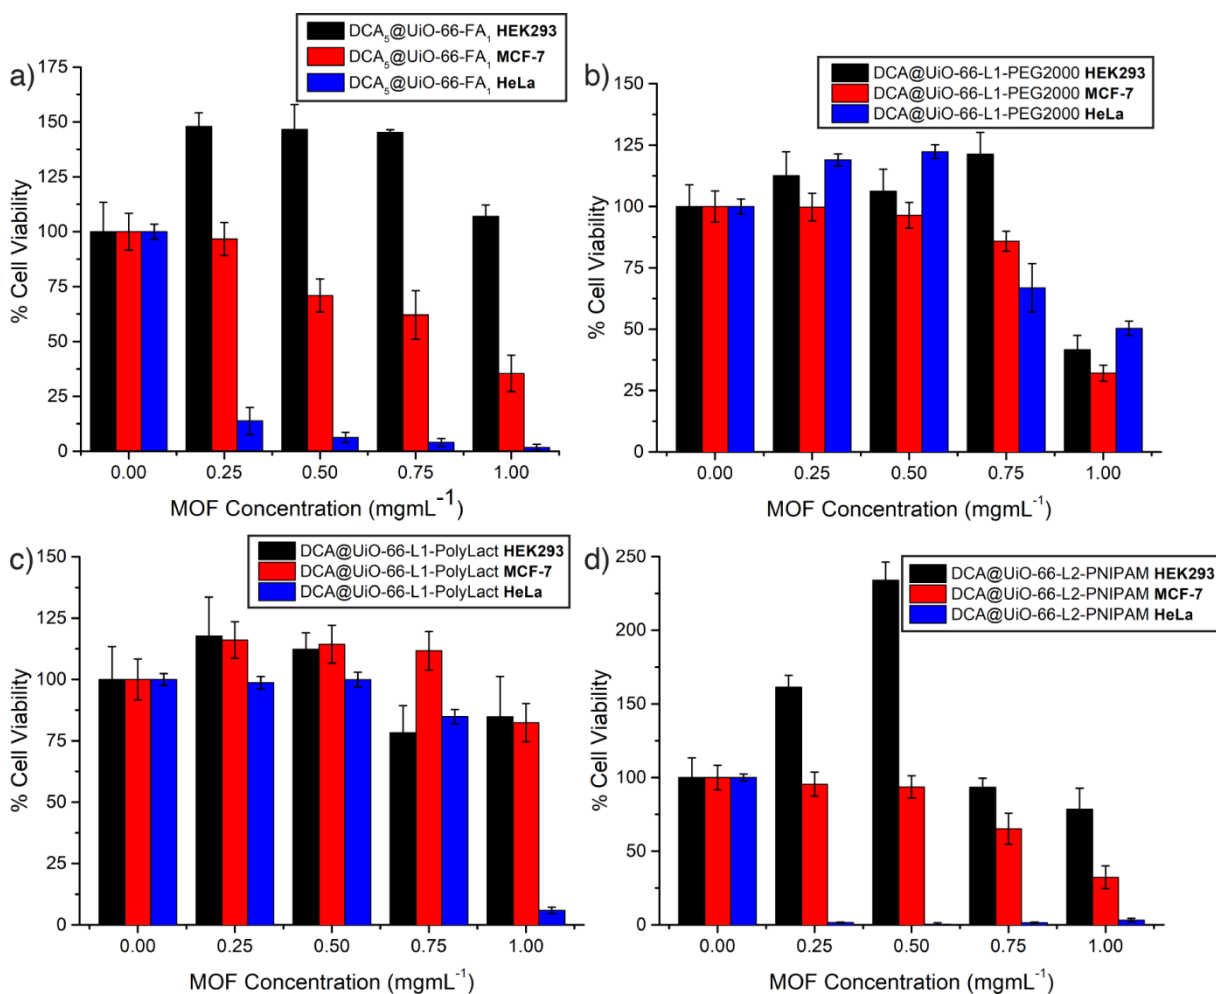 a)
DCA₅@UiO-66-FA₁ HEK293
DCA₅@UiO-66-FA₁ MCF-7
DCA₅@UiO-66-FA₁ HeLa
% Cell Viability
175
150
125
100
75
50
25
0
0.00 0.25 0.50 0.75 1.00
MOF Concentration (mgmL⁻¹)
b)
DCA@UiO-66-L1-PEG2000 HEK293
DCA@UiO-66-L1-PEG2000 MCF-7
DCA@UiO-66-L1-PEG2000 HeLa
% Cell Viability
150
125
100
75
50
25
0
0.00 0.25 0.50 0.75 1.00
MOF Concentration (mgmL⁻¹)
c)
DCA@UiO-66-L1-PolyLact HEK293
DCA@UiO-66-L1-PolyLact MCF-7
DCA@UiO-66-L1-PolyLact HeLa
% Cell Viability
150
125
100
75
50
25
0
0.00 0.25 0.50 0.75 1.00
MOF Concentration (mgmL⁻¹)
d)
DCA@UiO-66-L2-PNIPAM HEK293
DCA@UiO-66-L2-PNIPAM MCF-7
DCA@UiO-66-L2-PNIPAM HeLa
% Cell Viability
250
200
150
100
50
0
0.00 0.25 0.50 0.75 1.00
MOF Concentration (mgmL⁻¹)